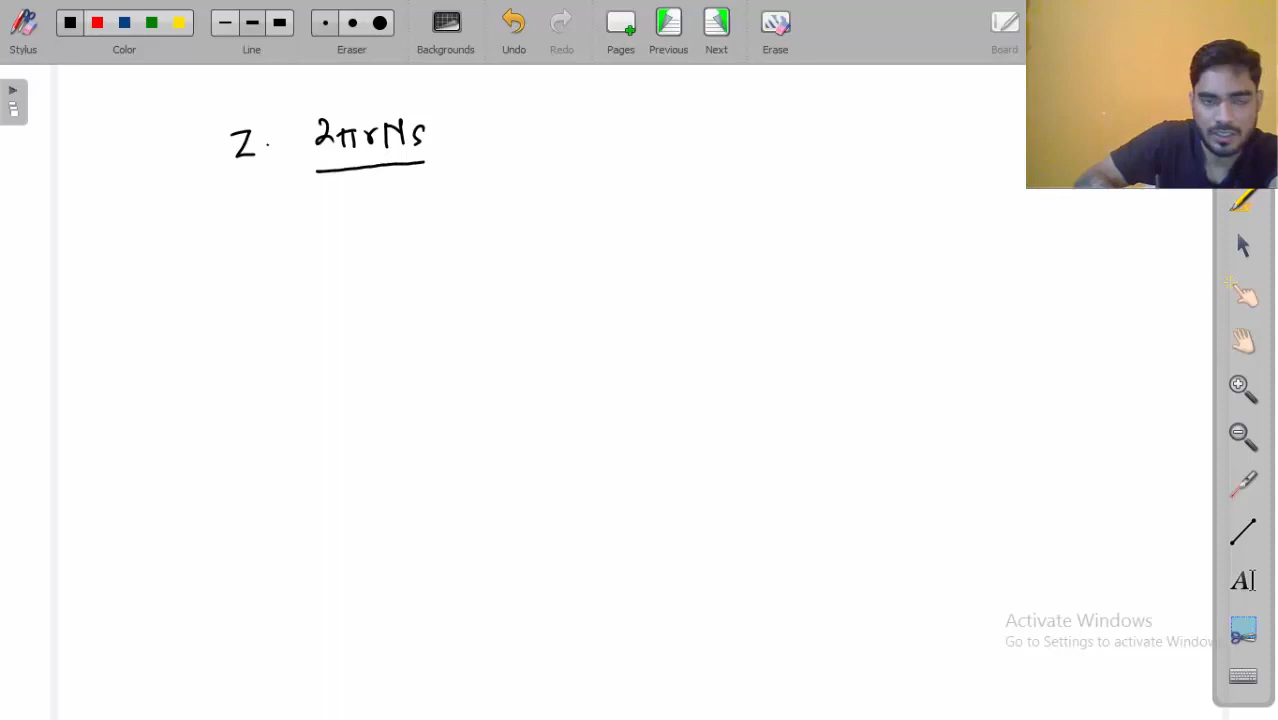 Stylus
Color
Line
Eraser
Backgrounds
Undo
Redo
Pages
Previous
Next
Erase
Board
Z. 2πrNs
A
Activate Windows
Go to Settings to activate Window